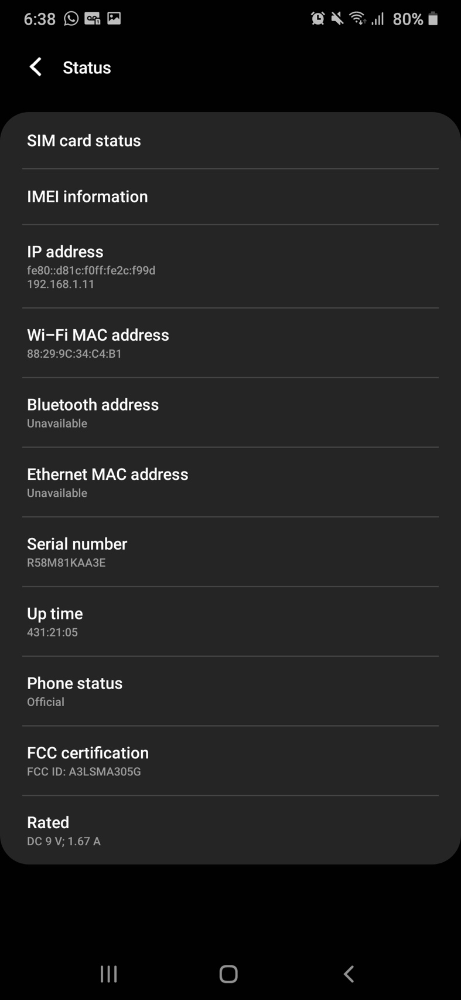 6:38 80%
Status
SIM card status
IMEI information
IP address
fe80::d81c:f0ff:fe2c:f99d
192.168.1.11
Wi-Fi MAC address
88:29:9C:34:C4:B1
Bluetooth address
Unavailable
Ethernet MAC address
Unavailable
Serial number
R58M81KAA3E
Up time
431:21:05
Phone status
Official
FCC certification
FCC ID: A3LSMA305G
Rated
DC 9 V; 1.67 A